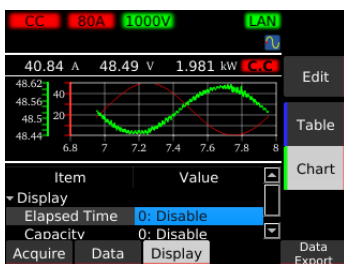 CC 80A 1000V LAN
40.84 A 48.49 V 1.981 kW C.C
Edit
48.62
48.56 40
48.5 20
48.44
6.8 7 7.2 7.4 7.6 7.8 8
Table
Chart
Item Value
Display
Elapsed Time 0: Disable
Capacity 0: Disable
Acquire Data Display Data
Export